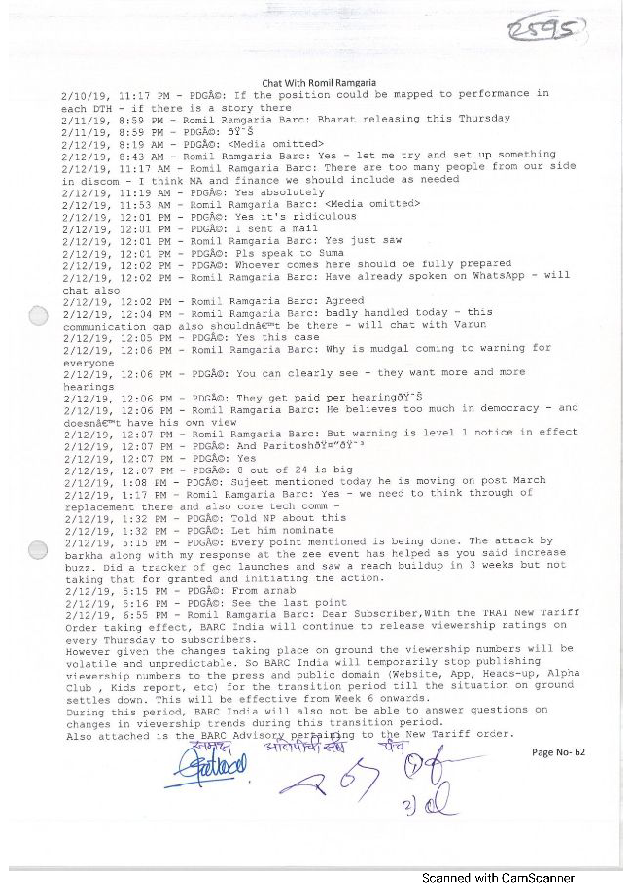 2595
Chat With Romil Ramgaria
2/10/19, 11:17 PM - PDGÂ©: If the position could be mapped to performance in
each DTH - if there is a story there
2/11/19, 8:59 PM - Romil Ramgaria Barc: Bharat releasing this Thursday
2/11/19, 8:59 PM - PDGÂ©: ðŸ˜Š
2/12/19, 8:19 AM - PDGÂ©: <Media omitted>
2/12/19, 8:43 AM - Romil Ramgaria Barc: Yes - let me try and set up something
2/12/19, 11:17 AM - Romil Ramgaria Barc: There are too many people from our side
in discom - I think NA and finance we should include as needed
2/12/19, 11:19 AM - PDGÂ©: Yes absolutely
2/12/19, 11:53 AM - Romil Ramgaria Barc: <Media omitted>
2/12/19, 12:01 PM - PDGÂ©: Yes it's ridiculous
2/12/19, 12:01 PM - PDGÂ©: I sent a mail
2/12/19, 12:01 PM - Romil Ramgaria Barc: Yes just saw
2/12/19, 12:01 PM - PDGÂ©: Pls speak to Suma
2/12/19, 12:02 PM - PDGÂ©: Whoever comes here should be fully prepared
2/12/19, 12:02 PM - Romil Ramgaria Barc: Have already spoken on WhatsApp - will
chat also
2/12/19, 12:02 PM - Romil Ramgaria Barc: Agreed
2/12/19, 12:04 PM - Romil Ramgaria Barc: badly handled today - this
communication gap also shouldnâ€™t be there - will chat with Varun
2/12/19, 12:05 PM - PDGÂ©: Yes this case
2/12/19, 12:06 PM - Romil Ramgaria Barc: Why is mudgal coming to warning for
everyone
2/12/19, 12:06 PM - PDGÂ©: You can clearly see - they want more and more
hearings
2/12/19, 12:06 PM - PDGÂ©: They get paid per hearingðŸ˜Š
2/12/19, 12:06 PM - Romil Ramgaria Barc: He believes too much in democracy - and
doesnâ€™t have his own view
2/12/19, 12:07 PM - Romil Ramgaria Barc: But warning is level 1 notice in effect
2/12/19, 12:07 PM - PDGÂ©: And Paritosh
2/12/19, 12:07 PM - PDGÂ©: Yes
2/12/19, 12:07 PM - PDGÂ©: 8 out of 24 is big
2/12/19, 1:08 PM - PDGÂ©: Sujeet mentioned today he is moving on post March
2/12/19, 1:17 PM - Romil Ramgaria Barc: Yes - we need to think through of
replacement there and also core tech comm -
2/12/19, 1:32 PM - PDGÂ©: Told NP about this
2/12/19, 1:32 PM - PDGÂ©: Let him nominate
2/12/19, 5:15 PM - PDGÂ©: Every point mentioned is being done. The attack by
barkha along with my response at the zee event has helped as you said increase
buzz. Did a tracker of gec launches and saw a reach buildup in 3 weeks but not
taking that for granted and initiating the action.
2/12/19, 5:15 PM - PDGÂ©: From arnab
2/12/19, 5:16 PM - PDGÂ©: See the last point
2/12/19, 6:55 PM - Romil Ramgaria Barc: Dear Subscriber,With the TRAI New Tariff
Order taking effect, BARC India will continue to release viewership ratings on
every Thursday to subscribers.
However given the changes taking place on ground the viewership numbers will be
volatile and unpredictable. So BARC India will temporarily stop publishing
viewership numbers to the press and public domain (Website, App, Heads-up, Alpha
Club , Kids report, etc) for the transition period till the situation on ground
settles down. This will be effective from Week 6 onwards.
During this period, BARC India will also not be able to answer questions on
changes in viewership trends during this transition period.
Also attached is the BARC Advisory pertaining to the New Tariff order.
पंच
Page No- 62
1)
2)
Scanned with CamScanner